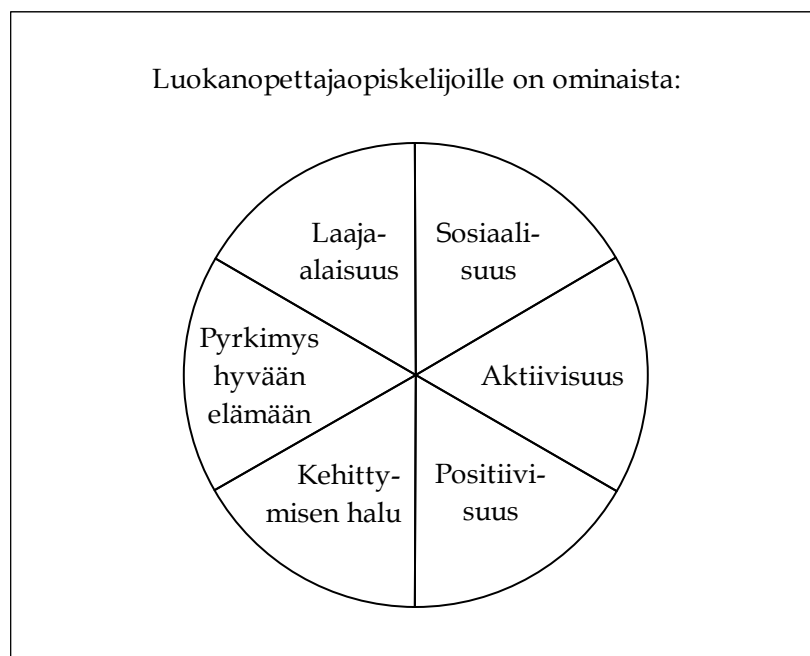 Luokanopettajaopiskelijoille on ominaista:
Laaja-
alaisuus
Sosiaali-
suus
Pyrkimys
hyvään
elämään
Aktiivisuus
Kehitty-
misen halu
Positiivi-
suus